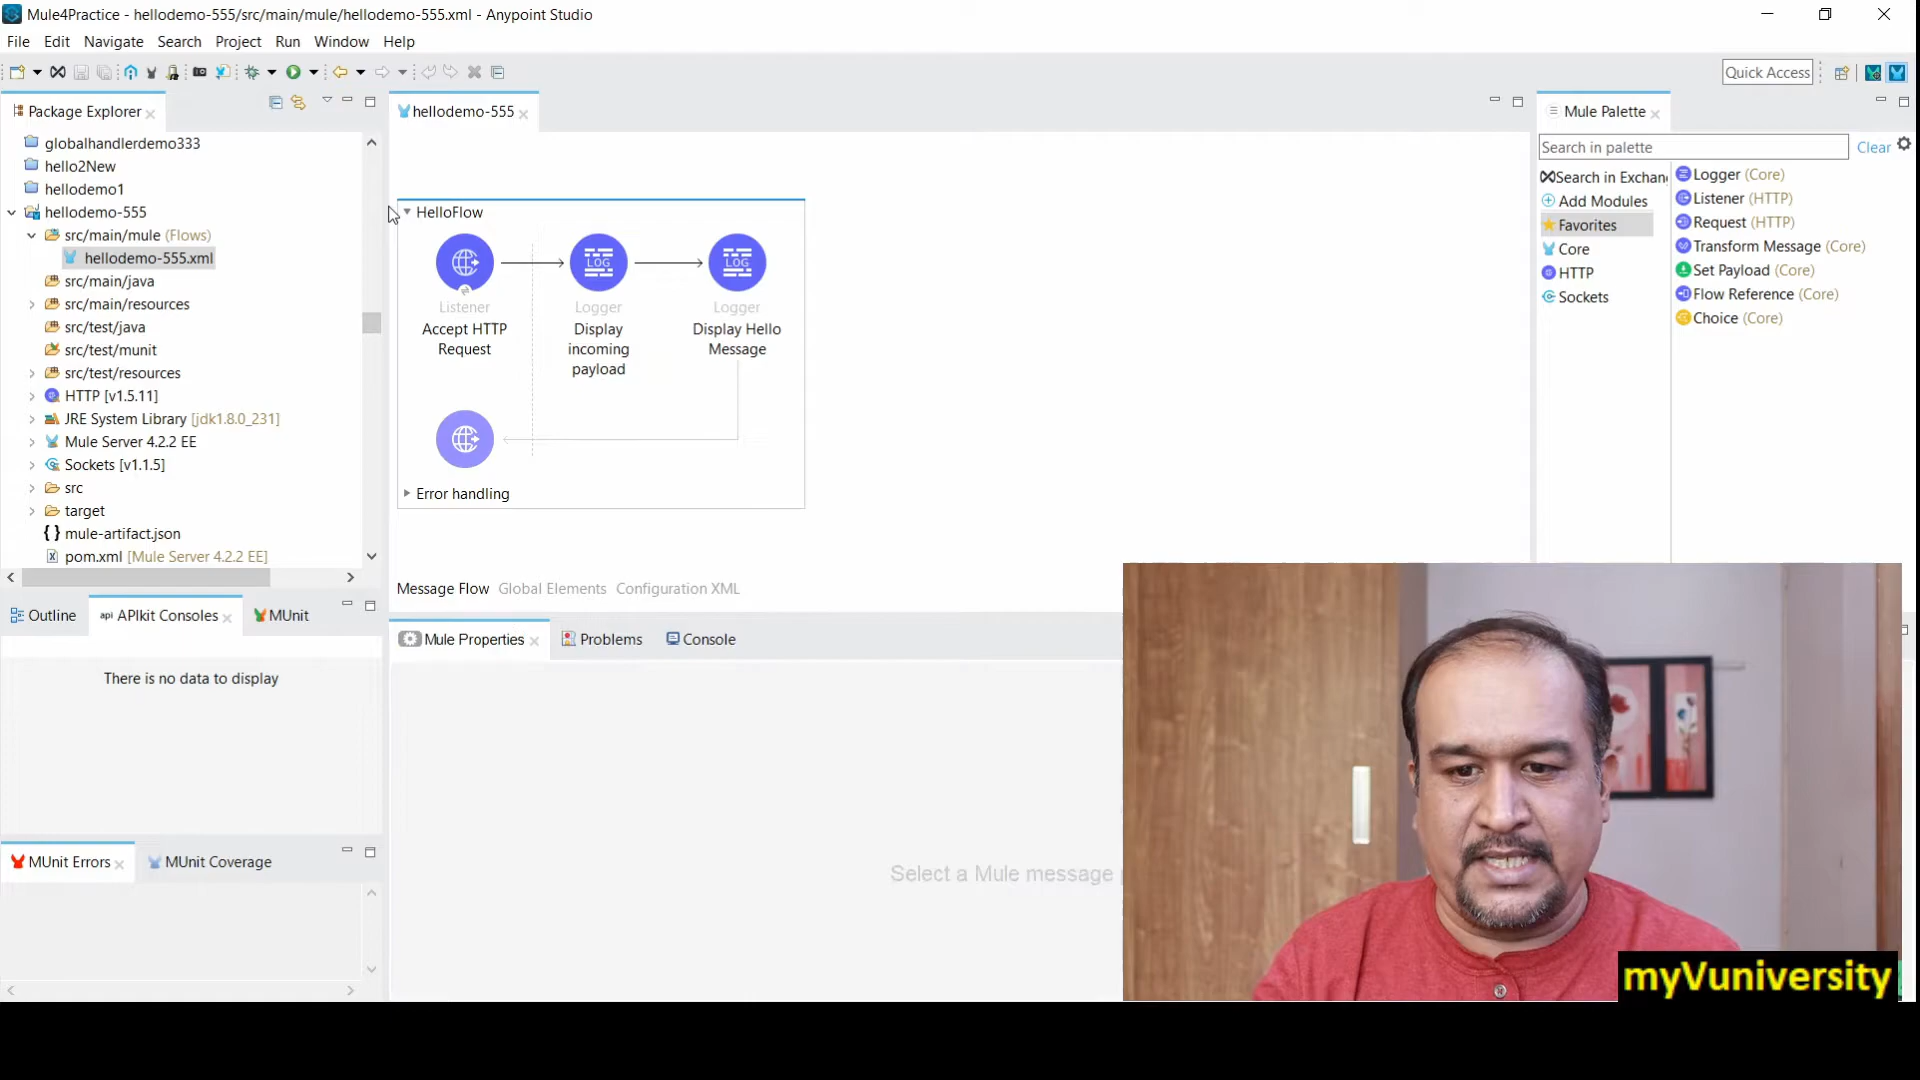 Mule4Practice - hellodemo-555/src/main/mule/hellodemo-555.xml - Anypoint Studio
File Edit Navigate Search Project Run Window Help
Quick Access
Package Explorer
globalhandlerdemo333
hello2New
hellodemo1
hellodemo-555
src/main/mule (Flows)
hellodemo-555.xml
src/main/java
src/main/resources
src/test/java
src/test/munit
src/test/resources
HTTP [v1.5.11]
JRE System Library [jdk1.8.0_231]
Mule Server 4.2.2 EE
Sockets [v1.1.5]
src
target
mule-artifact.json
pom.xml [Mule Server 4.2.2 EE]
hellodemo-555
HelloFlow
LOG LOG
Listener Logger Logger
Accept HTTP Request
Display incoming payload
Display Hello Message
Error handling
Message Flow Global Elements Configuration XML
Mule Palette
Search in palette Clear
Search in Exchan
Add Modules
Favorites
Core
HTTP
Sockets
Logger (Core)
Listener (HTTP)
Request (HTTP)
Transform Message (Core)
Set Payload (Core)
Flow Reference (Core)
Choice (Core)
Outline api APIkit Consoles MUnit
There is no data to display
MUnit Errors MUnit Coverage
Mule Properties Problems Console
Select a Mule message
myVuniversity